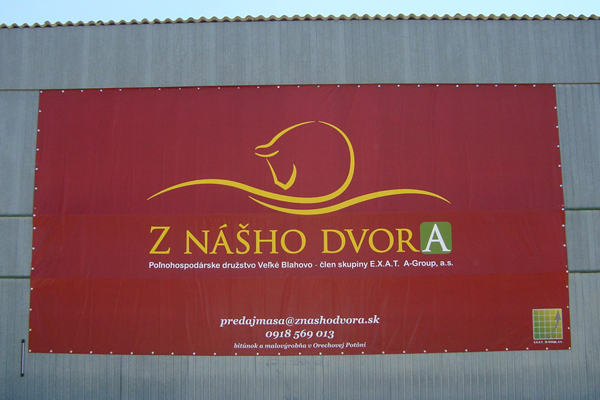 Z NÁŠHO DVORA
Poľnohospodárske družstvo Veľké Blahovo - člen skupiny E.X.A.T. A-Group, a.s.
predajmasa@znashodvora.sk
0918 569 013
bitúnok a malovýrobňa v Orechovej Potôni
E.X.A.T. A-Group, a.s.